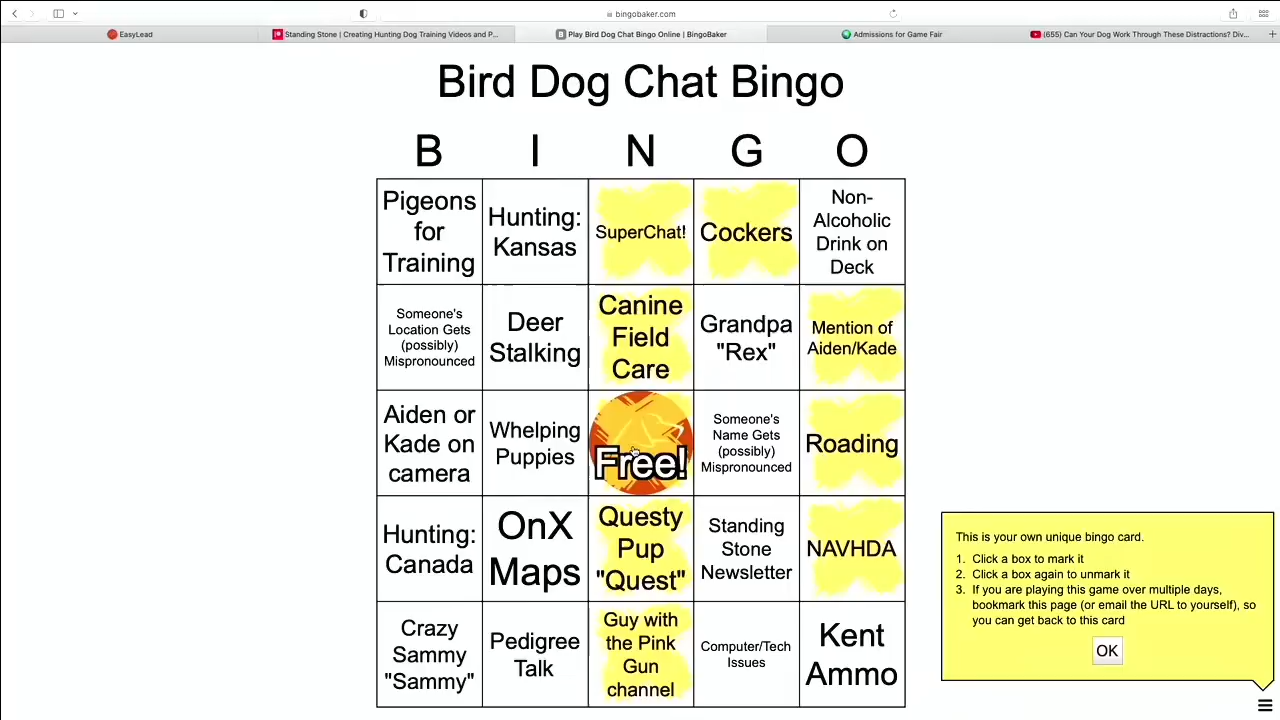 bingobaker.com
EasyLead
Standing Stone | Creating Hunting Dog Training Videos and P...
Play Bird Dog Chat Bingo Online | BingoBaker
Admissions for Game Fair
(655) Can Your Dog Work Through These Distractions? Div...
Bird Dog Chat Bingo
B I N G O
Pigeons
for
Training
Hunting:
Kansas
SuperChat!
Cockers
Non-
Alcoholic
Drink on
Deck
Someone's
Location Gets
(possibly)
Mispronounced
Deer
Stalking
Canine
Field
Care
Grandpa
"Rex"
Mention of
Aiden/Kade
Aiden or
Kade on
camera
Whelping
Puppies
Free!
Someone's
Name Gets
(possibly)
Mispronounced
Roading
Hunting:
Canada
OnX
Maps
Questy
Pup
"Quest"
Standing
Stone
Newsletter
NAVHDA
Crazy
Sammy
"Sammy"
Pedigree
Talk
Guy with
the Pink
Gun
channel
Computer/Tech
Issues
Kent
Ammo
This is your own unique bingo card.
1. Click a box to mark it
2. Click a box again to unmark it
3. If you are playing this game over multiple days,
bookmark this page (or email the URL to yourself), so
you can get back to this card
OK